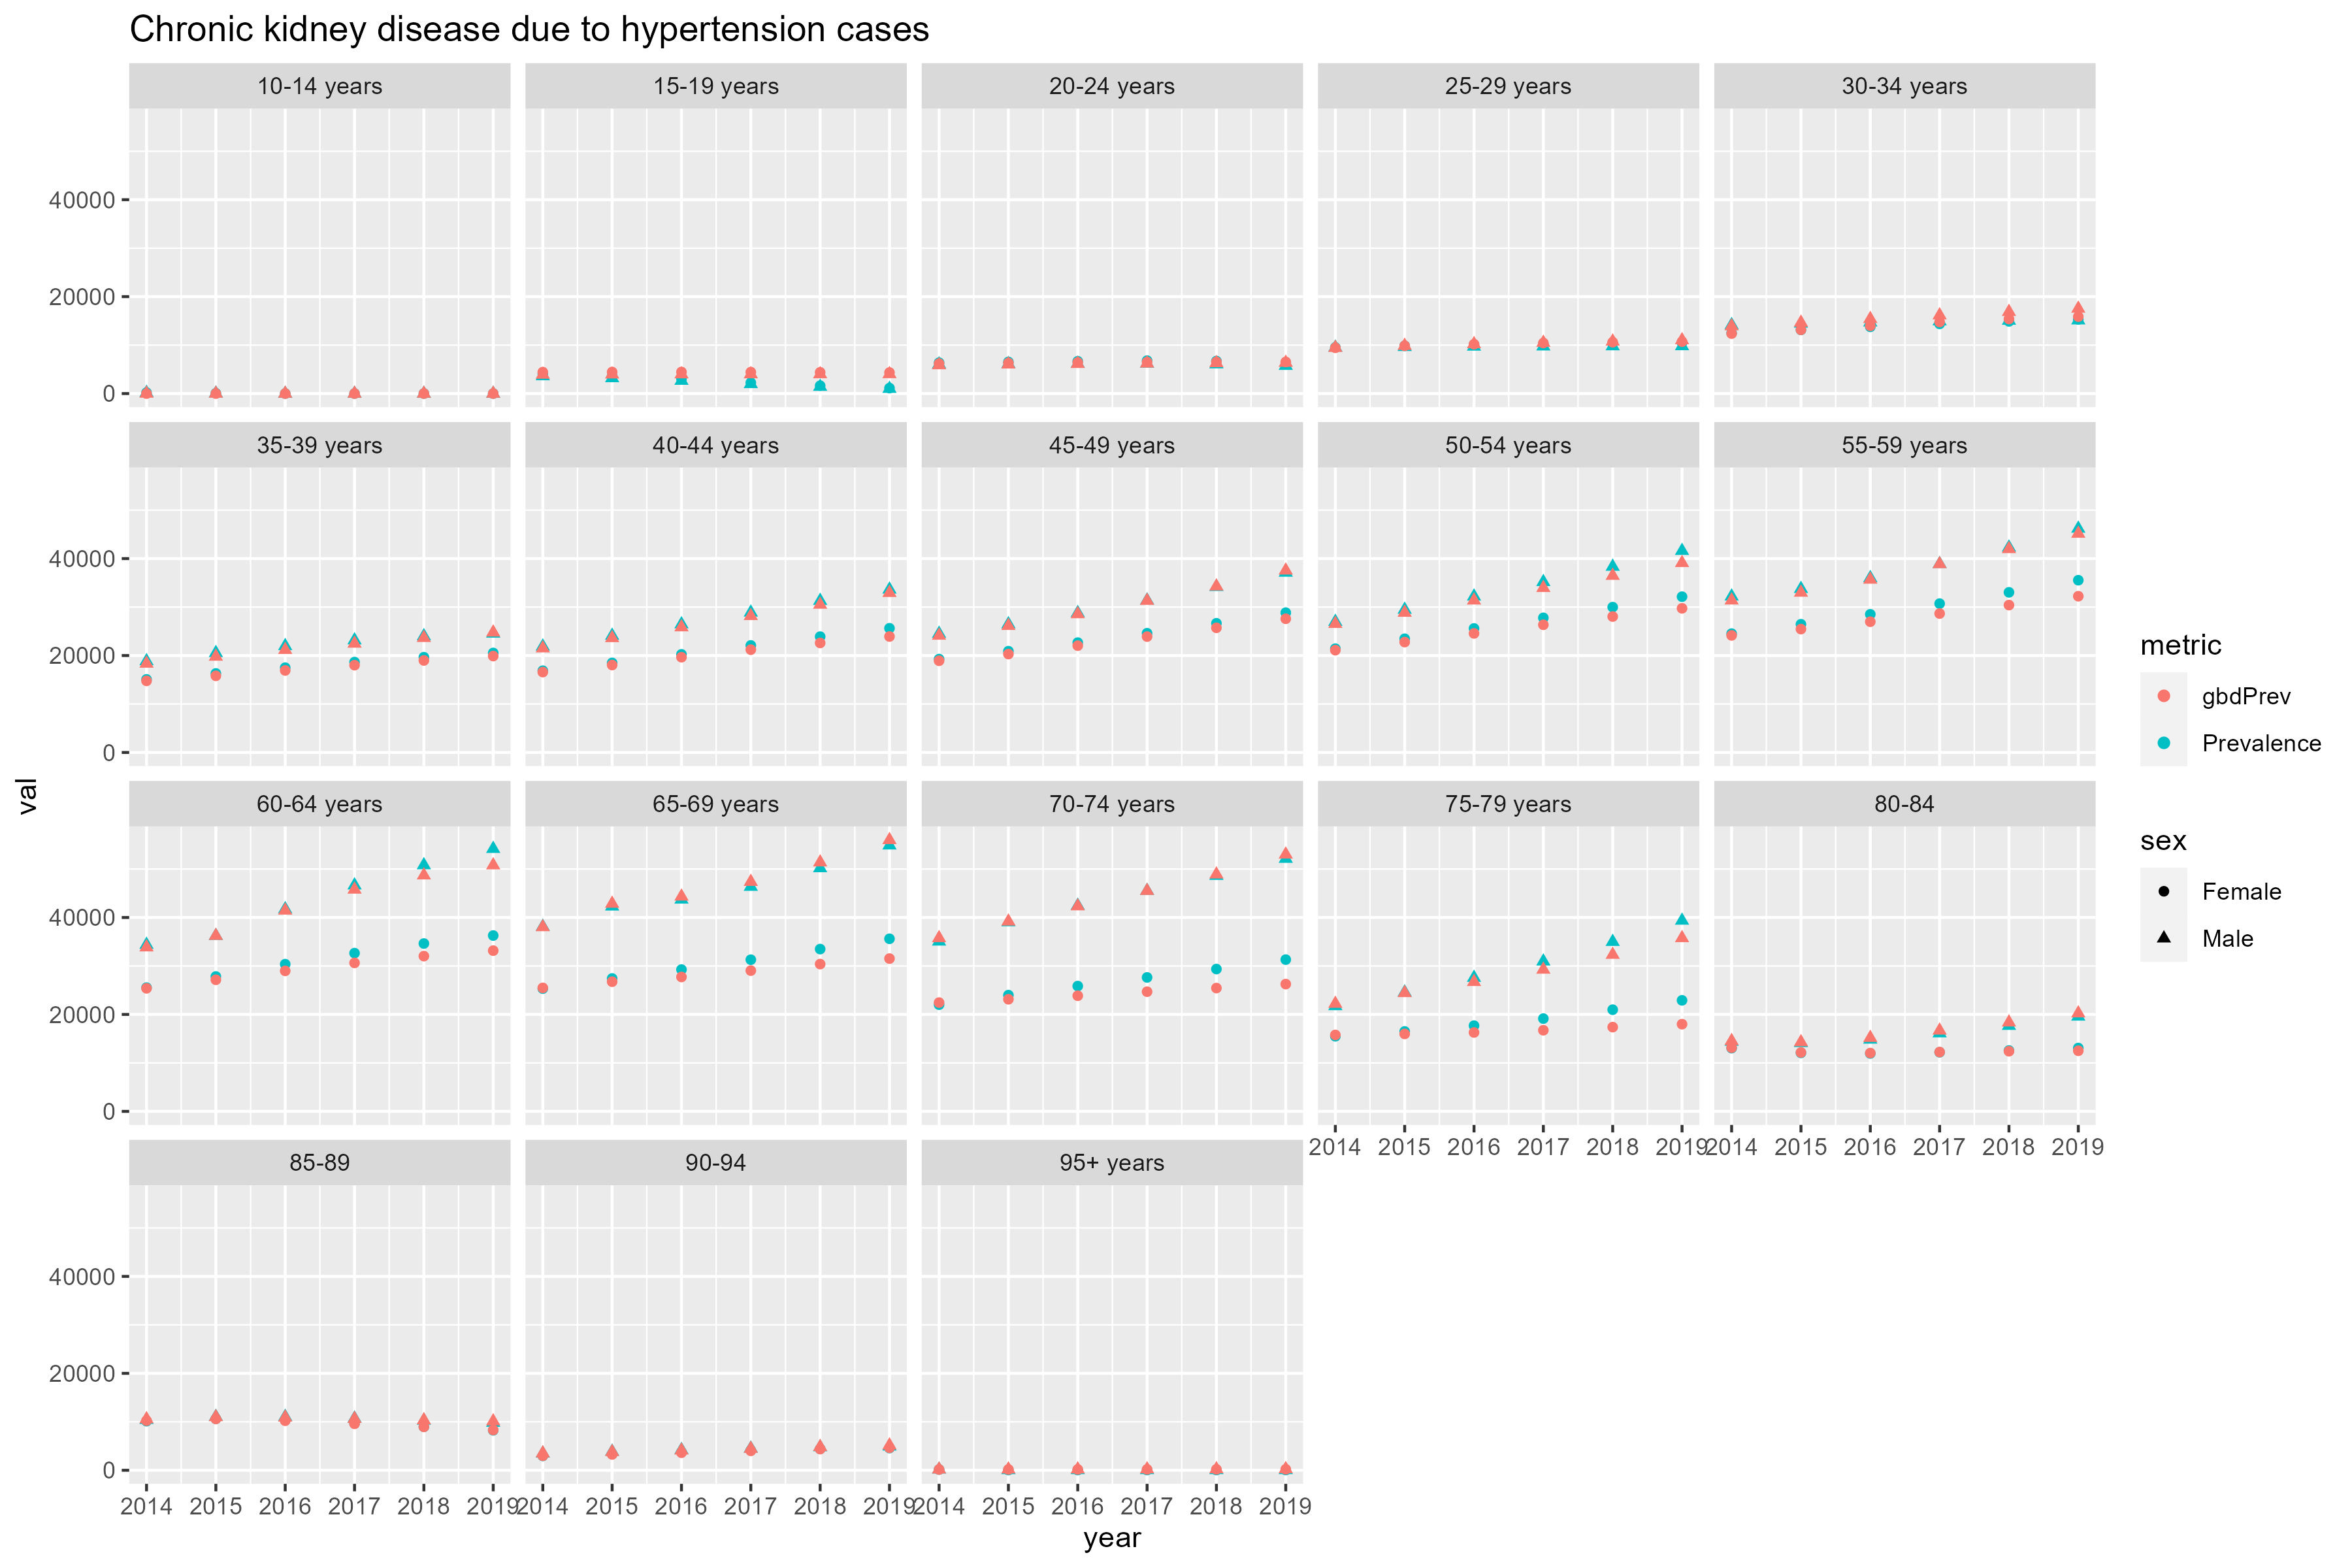 Chronic kidney disease due to hypertension cases
10-14 years 15-19 years 20-24 years 25-29 years 30-34 years
40000
20000
0
35-39 years 40-44 years 45-49 years 50-54 years 55-59 years
40000
20000
0
60-64 years 65-69 years 70-74 years 75-79 years 80-84
40000
20000
0
2014 2015 2016 2017 2018 2019 2014 2015 2016 2017 2018 2019
85-89 90-94 95+ years
40000
20000
0
2014 2015 2016 2017 2018 2019 2014 2015 2016 2017 2018 2019 2014 2015 2016 2017 2018 2019
year
val
metric
gbdPrev
Prevalence
sex
Female
Male